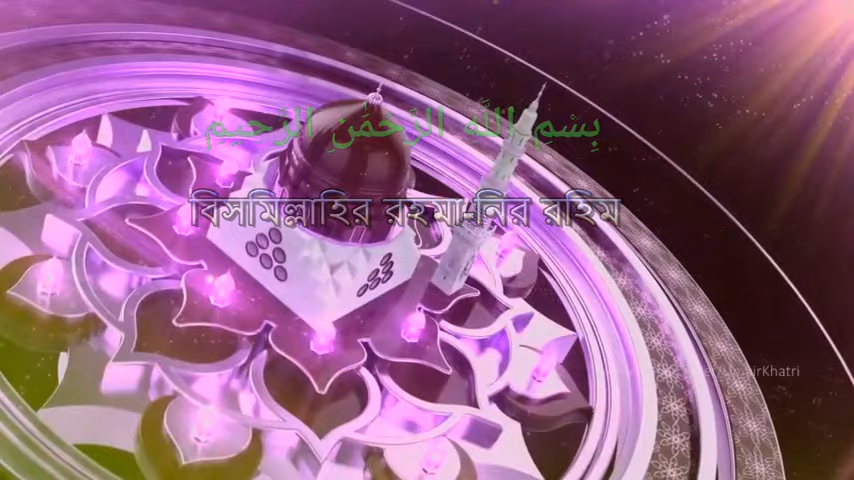 بِسْمِ اللَّهِ الرَّحْمَٰنِ الرَّحِيمِ
বিসমিল্লাহির রহমানির রহিম